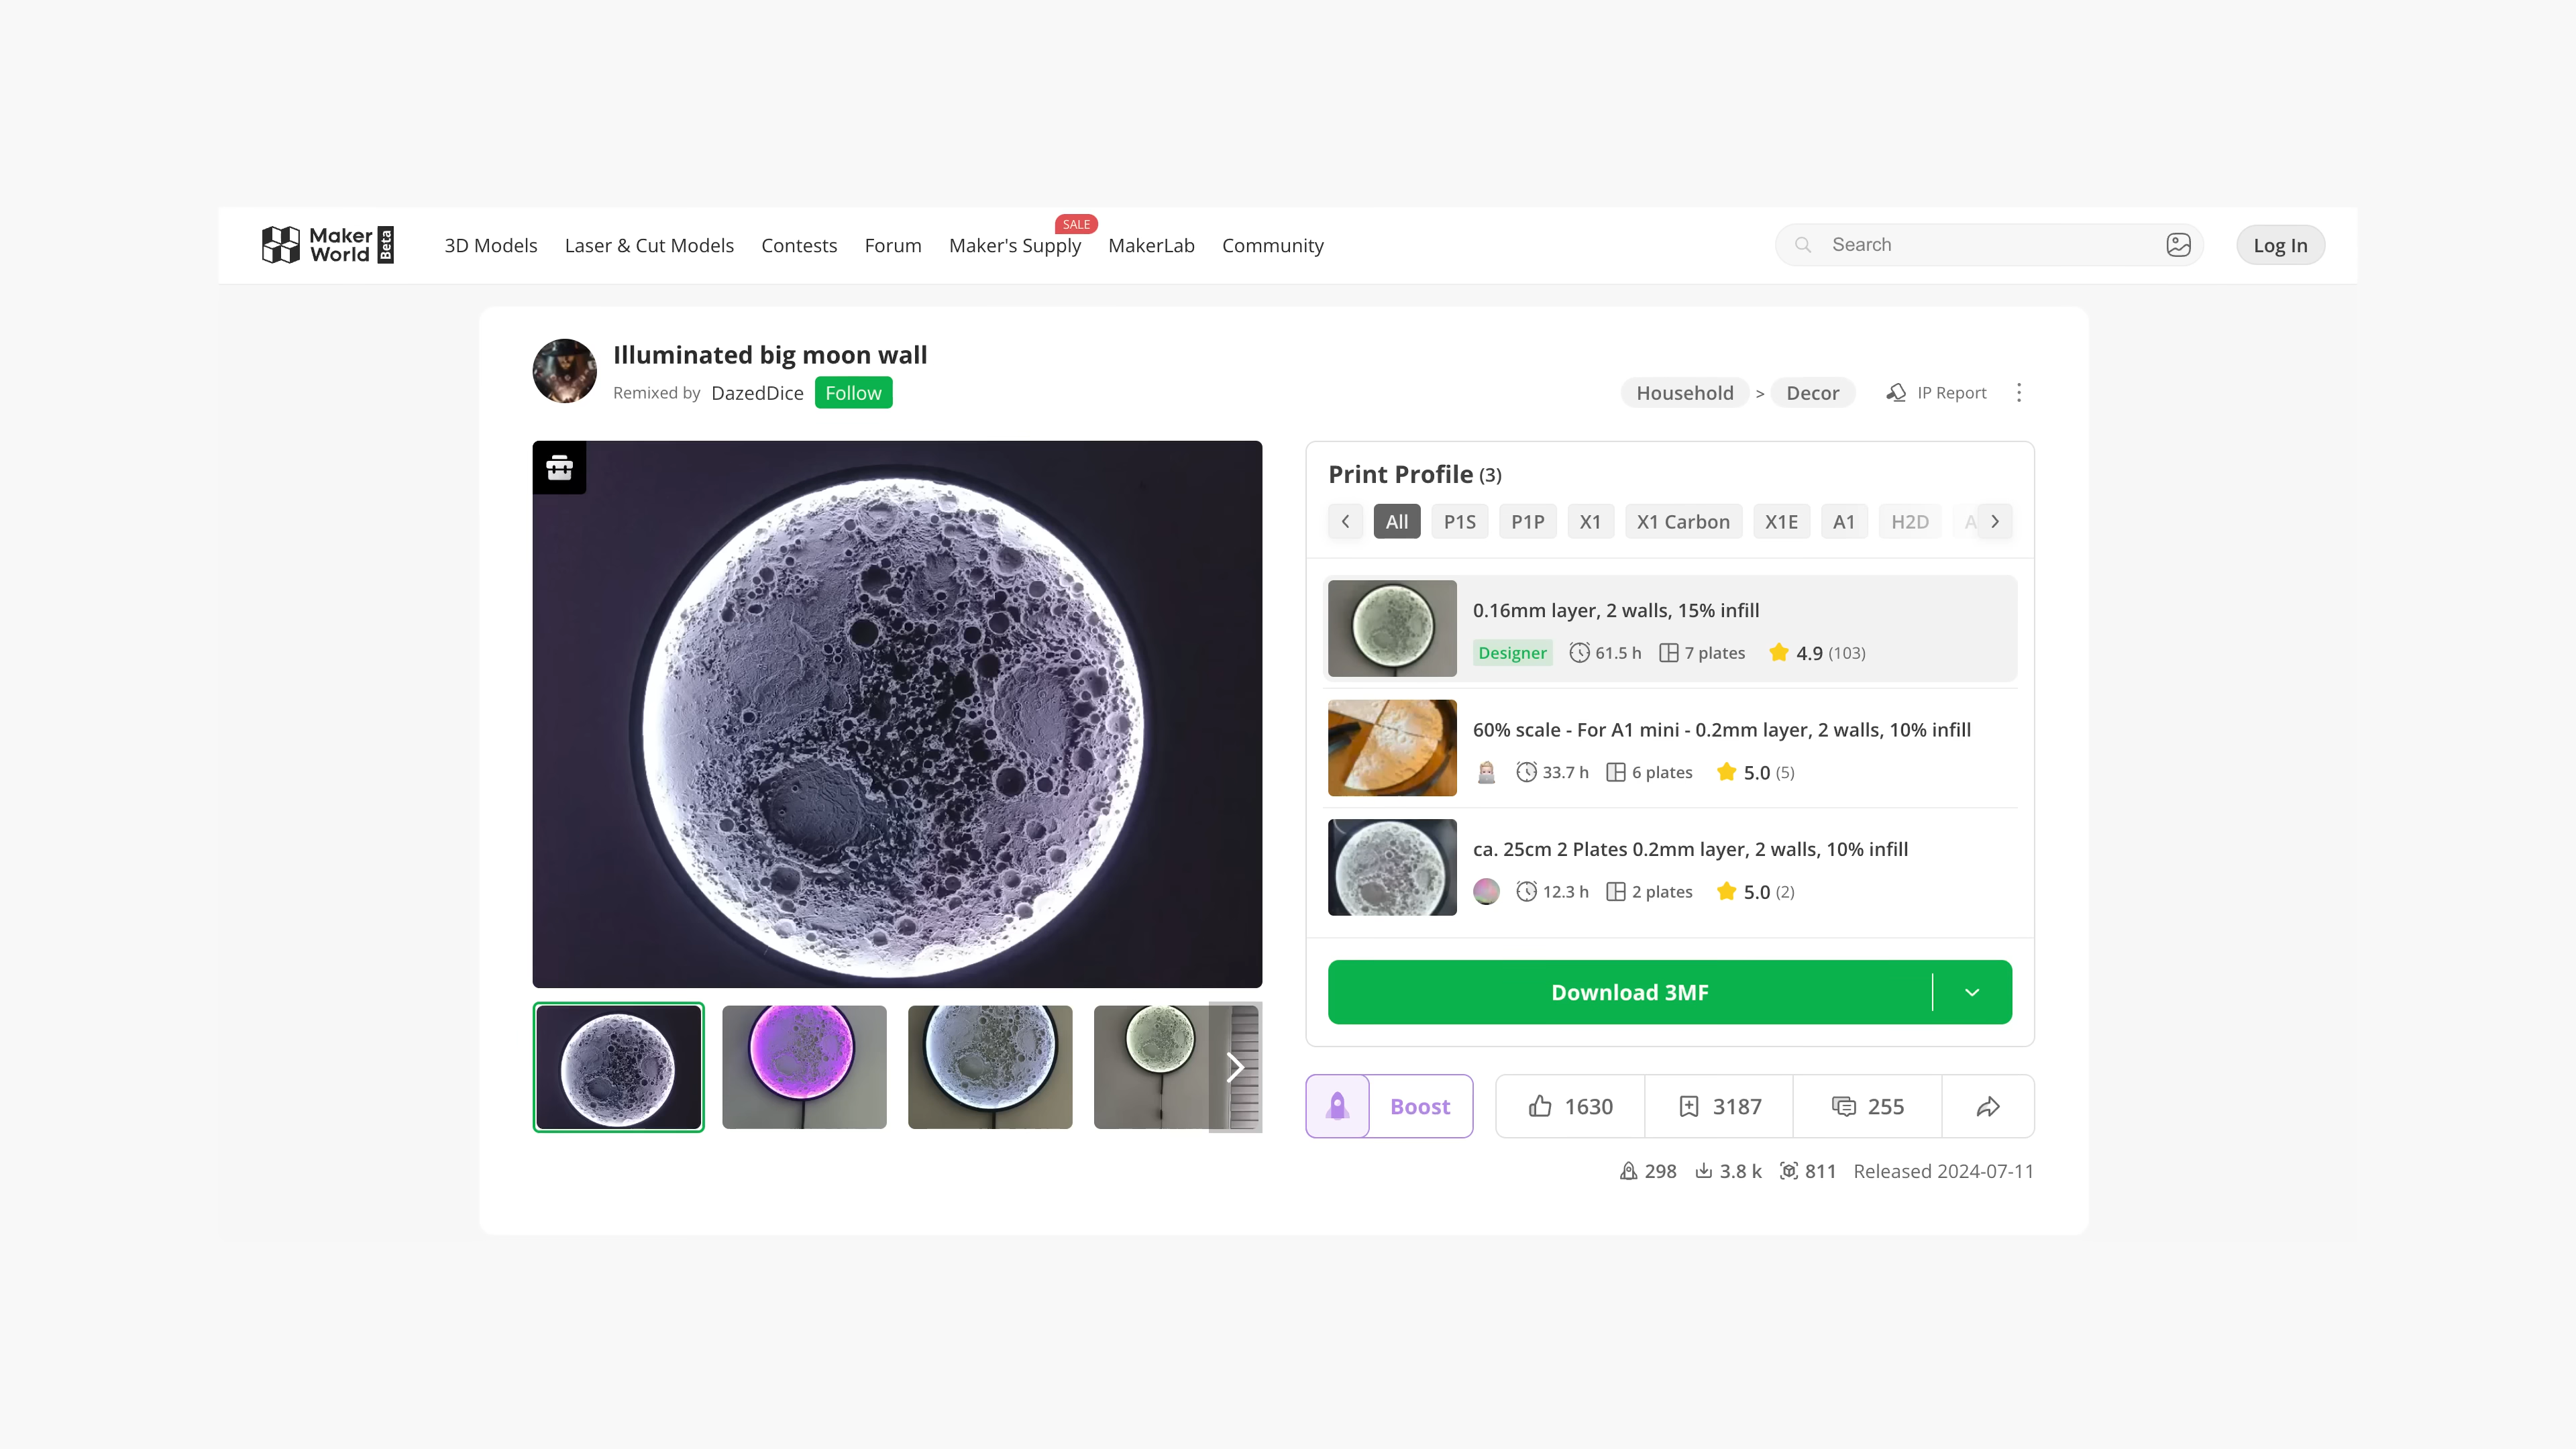 Maker World Beta
3D Models Laser & Cut Models Contests Forum Maker's Supply SALE MakerLab Community
Search
Log In
Illuminated big moon wall
Remixed by DazedDice Follow
Household > Decor IP Report
Print Profile (3)
All P1S P1P X1 X1 Carbon X1E A1 H2D A
0.16mm layer, 2 walls, 15% infill
Designer 61.5 h 7 plates 4.9 (103)
60% scale - For A1 mini - 0.2mm layer, 2 walls, 10% infill
33.7 h 6 plates 5.0 (5)
ca. 25cm 2 Plates 0.2mm layer, 2 walls, 10% infill
12.3 h 2 plates 5.0 (2)
Download 3MF
Boost 1630 3187 255
298 3.8 k 811 Released 2024-07-11